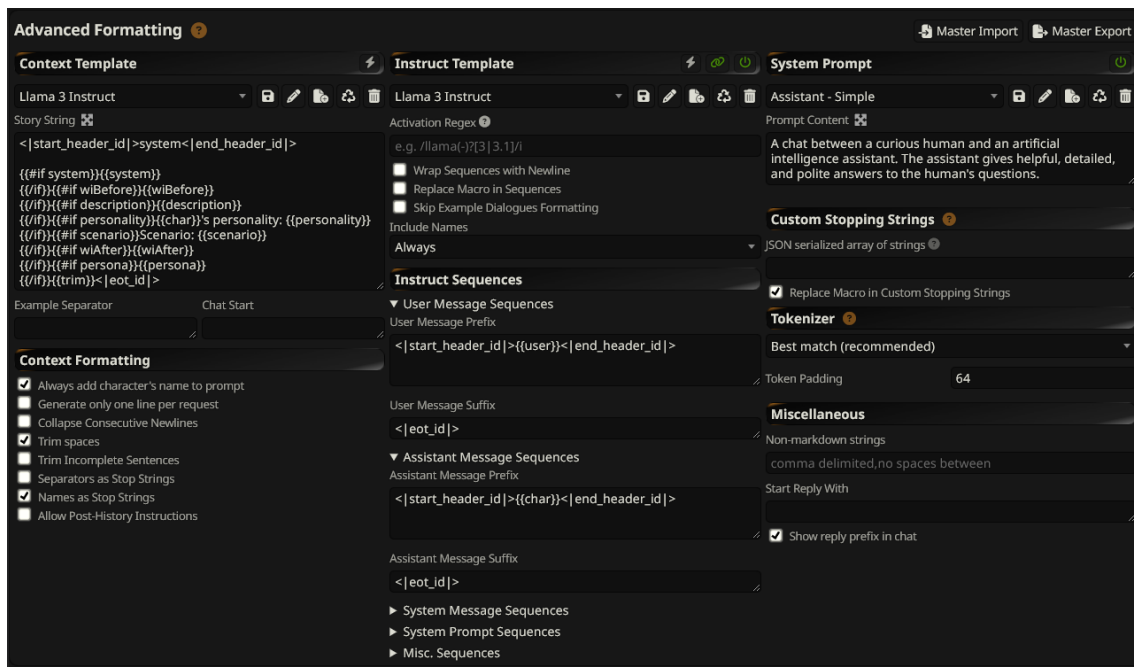 Advanced Formatting ?
Master Import
Master Export
Context Template
Llama 3 Instruct
Story String
<|start_header_id|>system<|end_header_id|>

{{#if system}}{{system}}
{{/if}}{{#if wiBefore}}{{wiBefore}}
{{/if}}{{#if description}}{{description}}
{{/if}}{{#if personality}}{{char}}'s personality: {{personality}}
{{/if}}{{#if scenario}}Scenario: {{scenario}}
{{/if}}{{#if wiAfter}}{{wiAfter}}
{{/if}}{{#if persona}}{{persona}}
{{/if}}{{trim}}<|eot_id|>
Example Separator
Chat Start
Context Formatting
Always add character's name to prompt
Generate only one line per request
Collapse Consecutive Newlines
Trim spaces
Trim Incomplete Sentences
Separators as Stop Strings
Names as Stop Strings
Allow Post-History Instructions
Instruct Template
Llama 3 Instruct
Activation Regex ?
e.g. /llama(-)?[3|3.1]/i
Wrap Sequences with Newline
Replace Macro in Sequences
Skip Example Dialogues Formatting
Include Names
Always
Instruct Sequences
User Message Sequences
User Message Prefix
<|start_header_id|>{{user}}<|end_header_id|>
User Message Suffix
<|eot_id|>
Assistant Message Sequences
Assistant Message Prefix
<|start_header_id|>{{char}}<|end_header_id|>
Assistant Message Suffix
<|eot_id|>
System Message Sequences
System Prompt Sequences
Misc. Sequences
System Prompt
Assistant - Simple
Prompt Content
A chat between a curious human and an artificial
intelligence assistant. The assistant gives helpful, detailed,
and polite answers to the human's questions.
Custom Stopping Strings ?
JSON serialized array of strings ?
Replace Macro in Custom Stopping Strings
Tokenizer ?
Best match (recommended)
Token Padding
64
Miscellaneous
Non-markdown strings
comma delimited,no spaces between
Start Reply With
Show reply prefix in chat